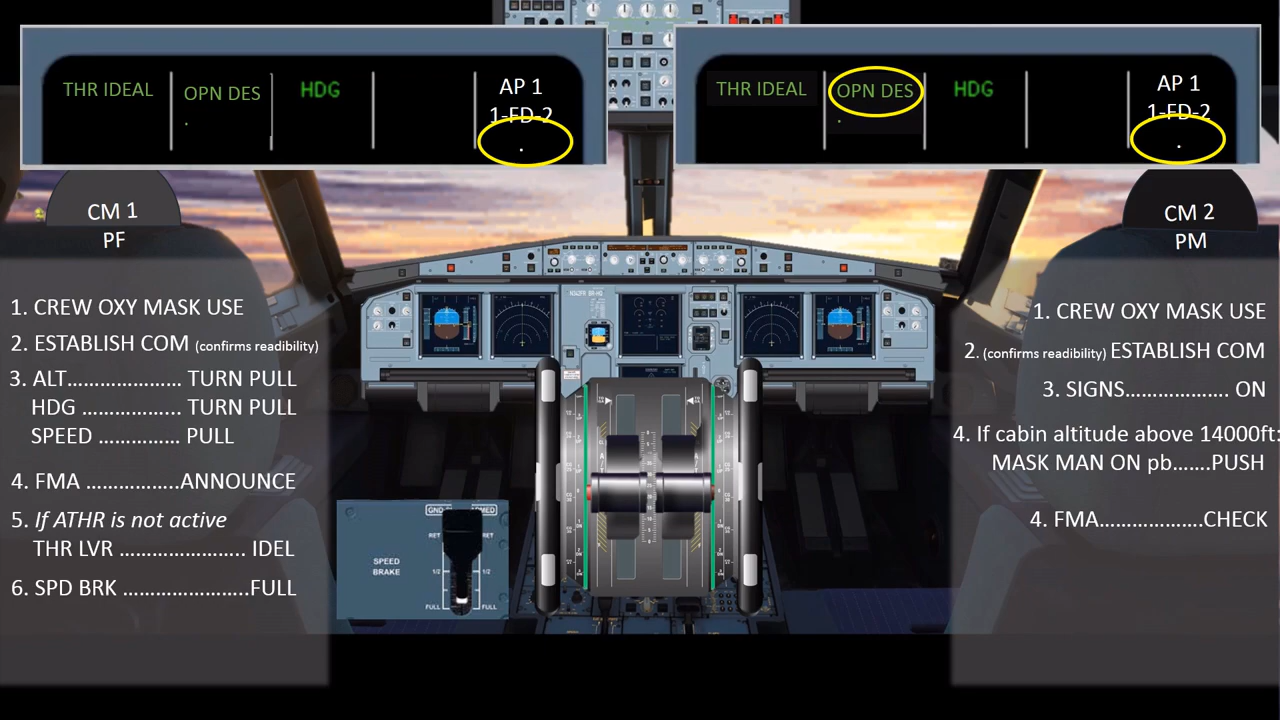 THR IDEAL
OPN DES
.
HDG
AP 1
1-FD-2
.
THR IDEAL
OPN DES
.
HDG
AP 1
1-FD-2
.
CM 1
PF
1. CREW OXY MASK USE
2. ESTABLISH COM (confirms readibility)
3. ALT………………… TURN PULL
HDG ……………… TURN PULL
SPEED …………… PULL
4. FMA …………….ANNOUNCE
5. If ATHR is not active
THR LVR ………………….. IDEL
6. SPD BRK …………………..FULL
CM 2
PM
1. CREW OXY MASK USE
2. (confirms readibility) ESTABLISH COM
3. SIGNS……………… ON
4. If cabin altitude above 14000ft:
MASK MAN ON pb…….PUSH
4. FMA……………….CHECK
SPEED
BRAKE
RET
RET
1/2
1/2
FULL
FULL